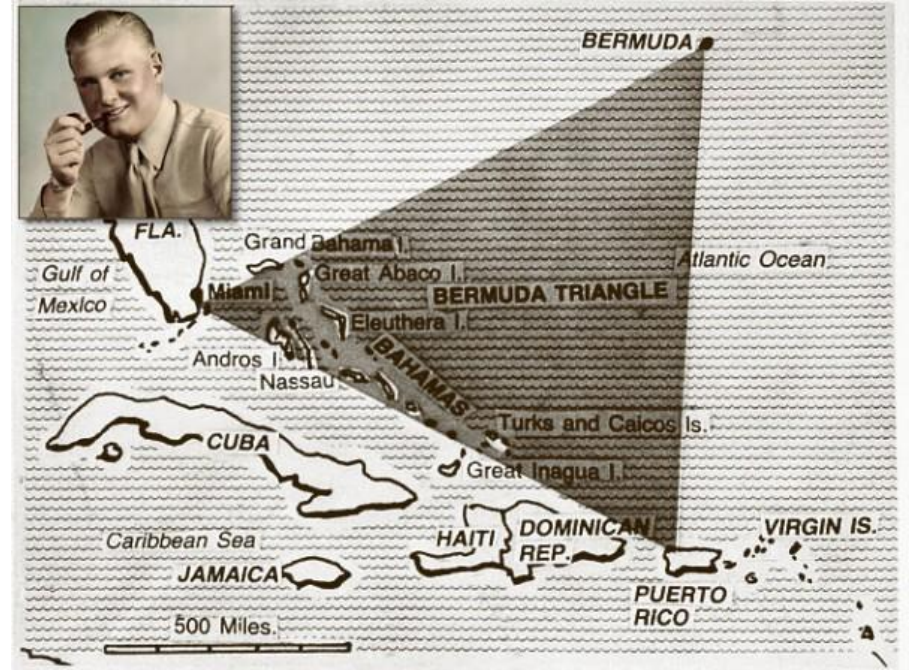 BERMUDA
FLA.
Grand Bahama I.
Gulf of
Mexico
Great Abaco I.
Atlantic Ocean
Miami
BERMUDA TRIANGLE
Eleuthera I.
Andros I.
Nassau
BAHAMAS
Turks and Caicos Is.
CUBA
Great Inagua I.
Caribbean Sea
HAITI
DOMINICAN
REP.
VIRGIN IS.
JAMAICA
PUERTO
RICO
500 Miles.
G
A